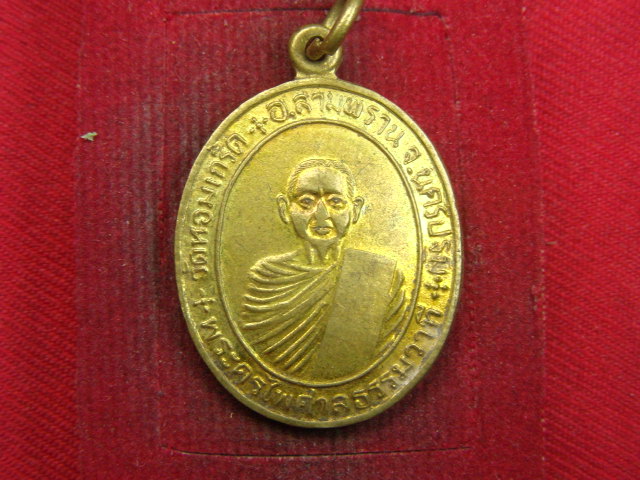 + วัดหอมเกร็ด + อ.สามพราน จ.นครปฐม +
พระครูไพศาลธรรมวาที